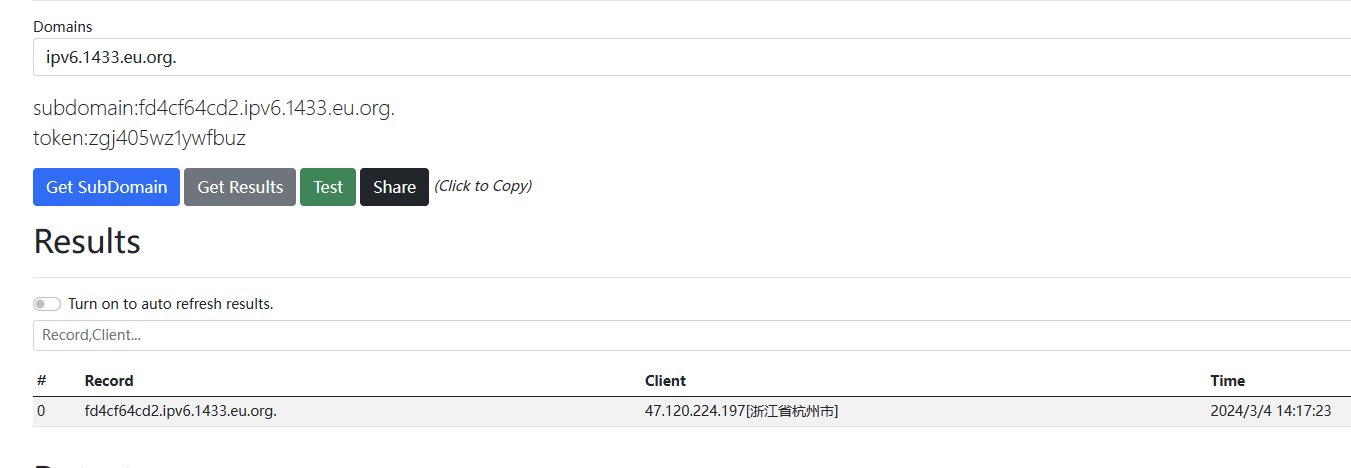 Domains
ipv6.1433.eu.org.
subdomain:fd4cf64cd2.ipv6.1433.eu.org.
token:zgj405wz1ywfbuz
Get SubDomain Get Results Test Share (Click to Copy)
Results
Turn on to auto refresh results.
Record,Client...
# Record Client Time
0 fd4cf64cd2.ipv6.1433.eu.org. 47.120.224.197[浙江省杭州市] 2024/3/4 14:17:23